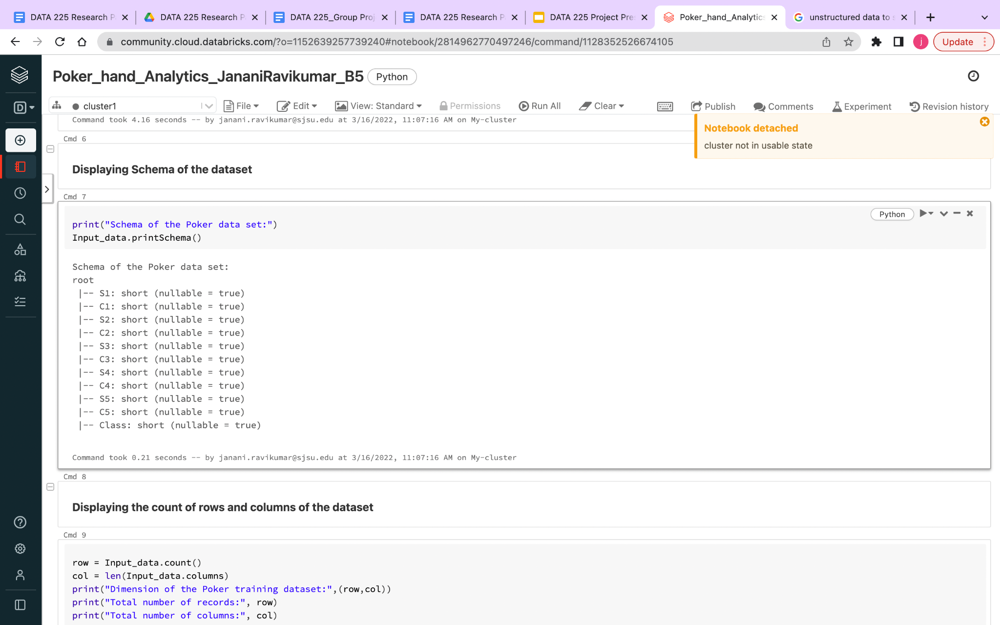 DATA 225 Research P
DATA 225 Research P
DATA 225_Group Proj
DATA 225 Research P
DATA 225 Project Pre
Poker_hand_Analytics
unstructured data to s
community.cloud.databricks.com/?o=1152639257739240#notebook/2814962770497246/command/1128352526674105
j
Update
Poker_hand_Analytics_JananiRavikumar_B5
Python
D
cluster1
File
Edit
View: Standard
Permissions
Run All
Clear
Publish
Comments
Experiment
Revision history
Command took 4.16 seconds -- by janani.ravikumar@sjsu.edu at 3/16/2022, 11:07:16 AM on My-cluster
Notebook detached
cluster not in usable state
Cmd 6
Displaying Schema of the dataset
Cmd 7
Python
print("Schema of the Poker data set:")
Input_data.printSchema()
Schema of the Poker data set:
root
|-- S1: short (nullable = true)
|-- C1: short (nullable = true)
|-- S2: short (nullable = true)
|-- C2: short (nullable = true)
|-- S3: short (nullable = true)
|-- C3: short (nullable = true)
|-- S4: short (nullable = true)
|-- C4: short (nullable = true)
|-- S5: short (nullable = true)
|-- C5: short (nullable = true)
|-- Class: short (nullable = true)
Command took 0.21 seconds -- by janani.ravikumar@sjsu.edu at 3/16/2022, 11:07:16 AM on My-cluster
Cmd 8
Displaying the count of rows and columns of the dataset
Cmd 9
row = Input_data.count()
col = len(Input_data.columns)
print("Dimension of the Poker training dataset:",(row,col))
print("Total number of records:", row)
print("Total number of columns:", col)